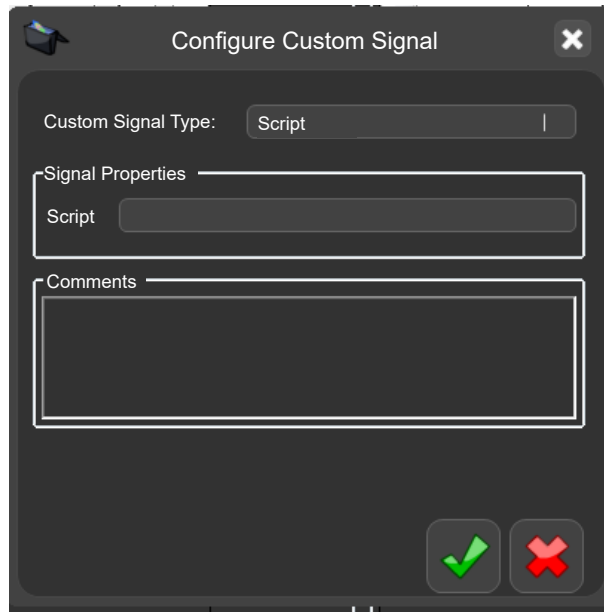 Configure Custom Signal
Custom Signal Type: Script
Signal Properties
Script
Comments